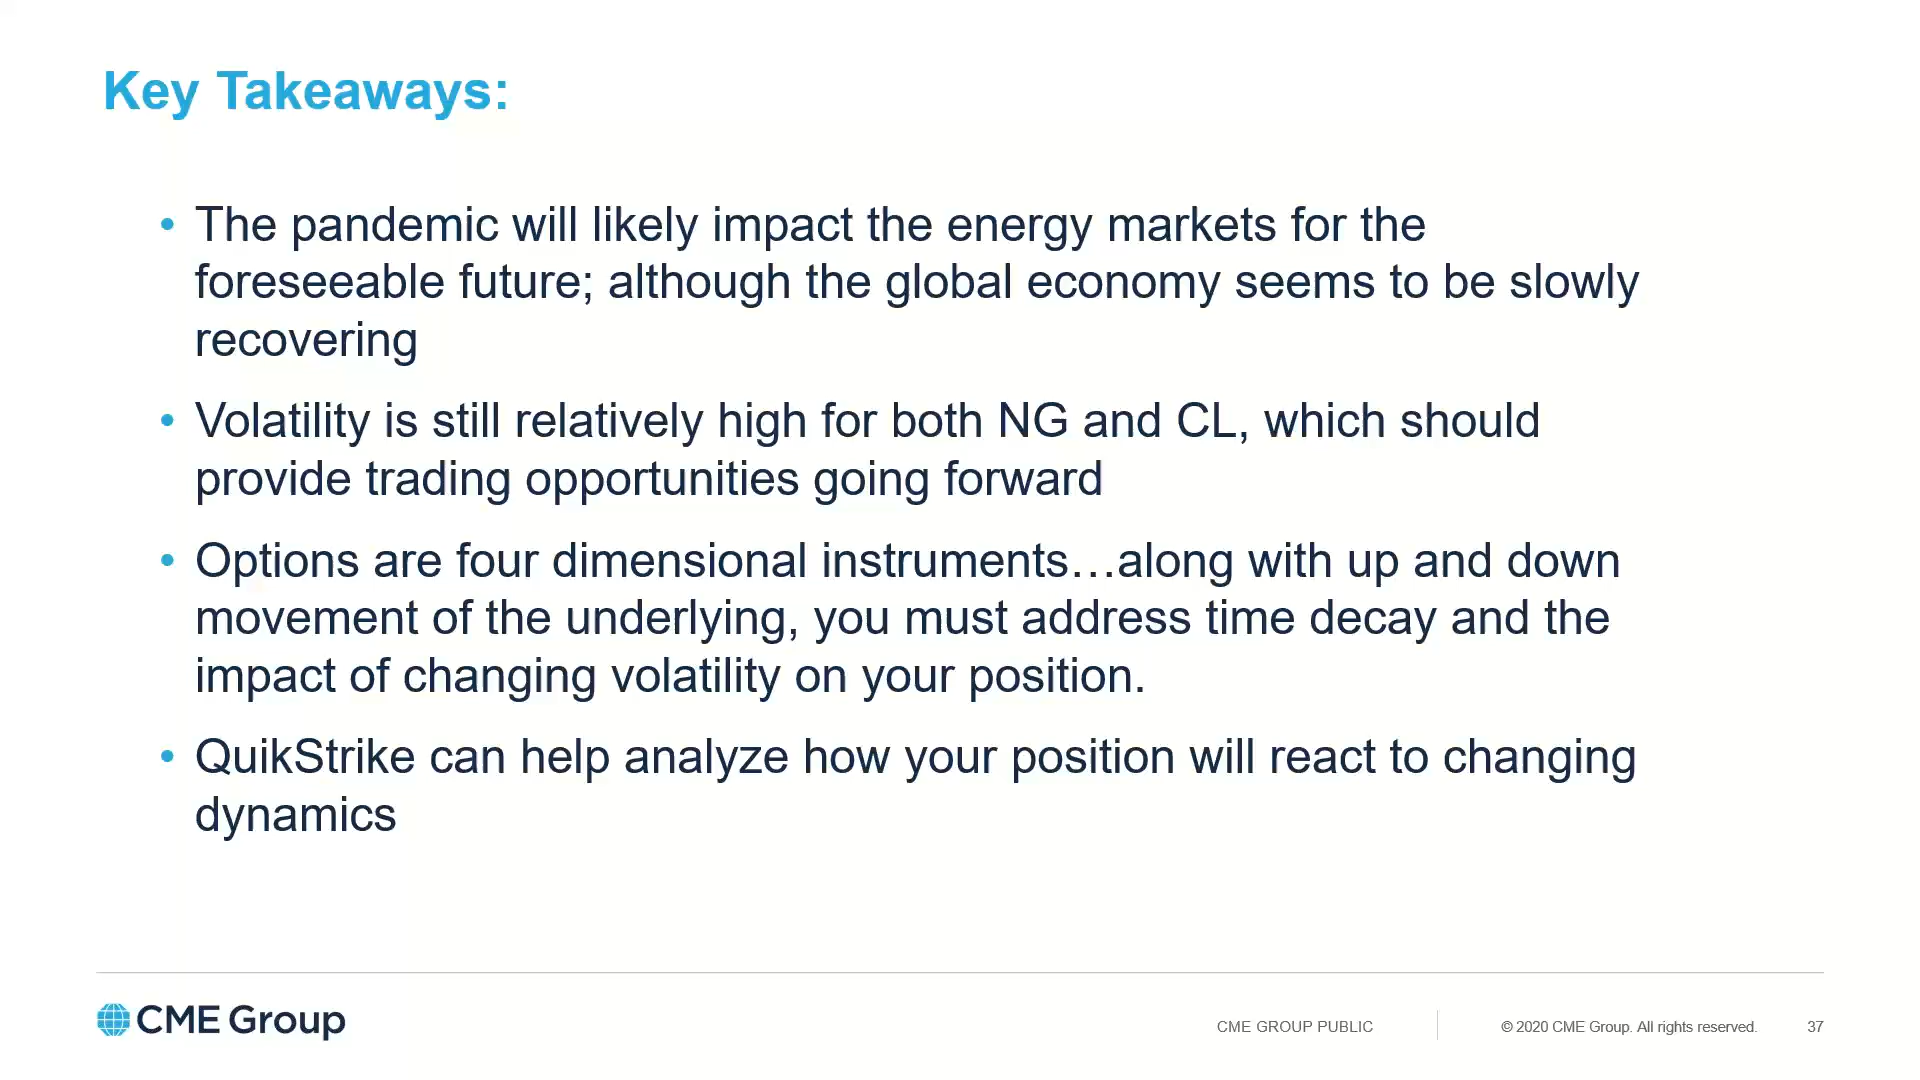 Key Takeaways:
• The pandemic will likely impact the energy markets for the
foreseeable future; although the global economy seems to be slowly
recovering
• Volatility is still relatively high for both NG and CL, which should
provide trading opportunities going forward
• Options are four dimensional instruments…along with up and down
movement of the underlying, you must address time decay and the
impact of changing volatility on your position.
• QuikStrike can help analyze how your position will react to changing
dynamics
CME Group
CME GROUP PUBLIC
© 2020 CME Group. All rights reserved.
37